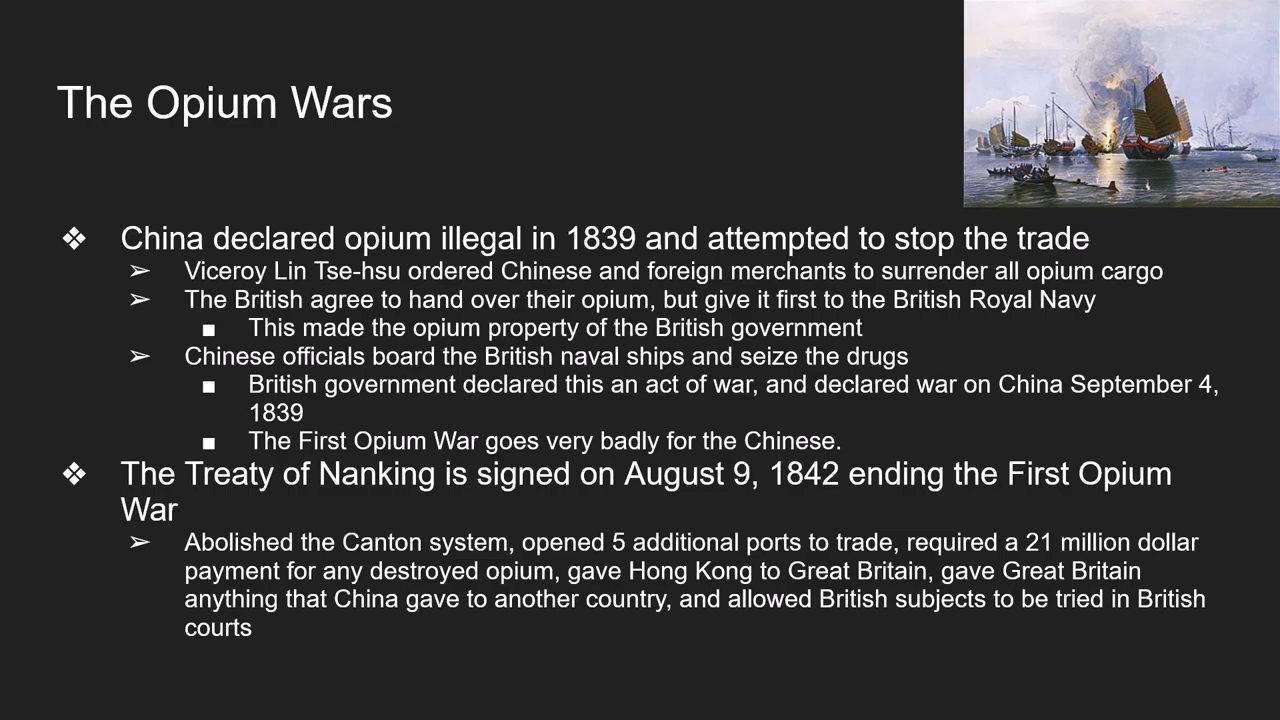 The Opium Wars
❖ China declared opium illegal in 1839 and attempted to stop the trade
➢ Viceroy Lin Tse-hsu ordered Chinese and foreign merchants to surrender all opium cargo
➢ The British agree to hand over their opium, but give it first to the British Royal Navy
■ This made the opium property of the British government
➢ Chinese officials board the British naval ships and seize the drugs
■ British government declared this an act of war, and declared war on China September 4,
1839
■ The First Opium War goes very badly for the Chinese.
❖ The Treaty of Nanking is signed on August 9, 1842 ending the First Opium
War
➢ Abolished the Canton system, opened 5 additional ports to trade, required a 21 million dollar
payment for any destroyed opium, gave Hong Kong to Great Britain, gave Great Britain
anything that China gave to another country, and allowed British subjects to be tried in British
courts